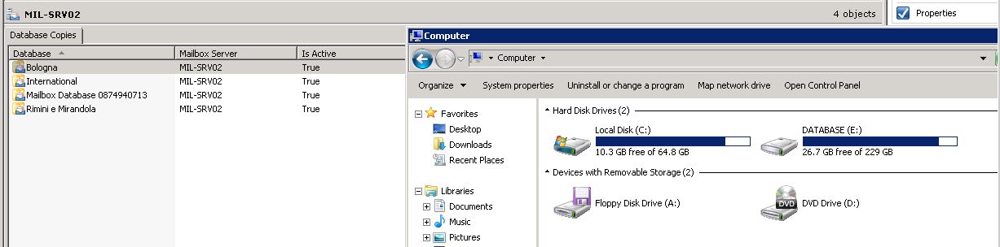 MIL-SRV02
4 objects
Properties
Database Copies
Database Mailbox Server Is Active
Bologna MIL-SRV02 True
International MIL-SRV02 True
Mailbox Database 0874940713 MIL-SRV02 True
Rimini e Mirandola MIL-SRV02 True
Computer
Computer
Organize System properties Uninstall or change a program Map network drive Open Control Panel
Favorites
Desktop
Downloads
Recent Places
Libraries
Documents
Music
Pictures
Hard Disk Drives (2)
Local Disk (C:)
10.3 GB free of 64.8 GB
DATABASE (E:)
26.7 GB free of 229 GB
Devices with Removable Storage (2)
Floppy Disk Drive (A:)
DVD
DVD Drive (D:)